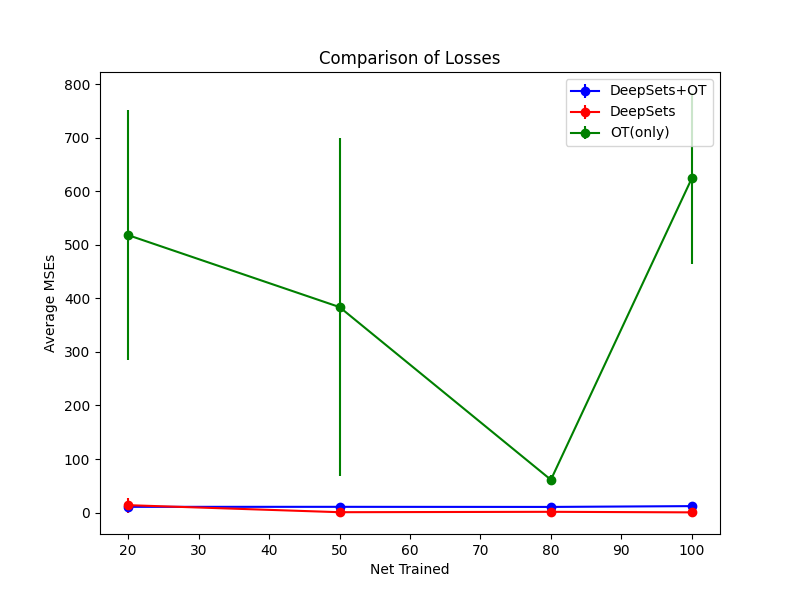 Comparison of Losses
DeepSets+OT
DeepSets
OT(only)
Average MSEs
800
700
600
500
400
300
200
100
0
20 30 40 50 60 70 80 90 100
Net Trained